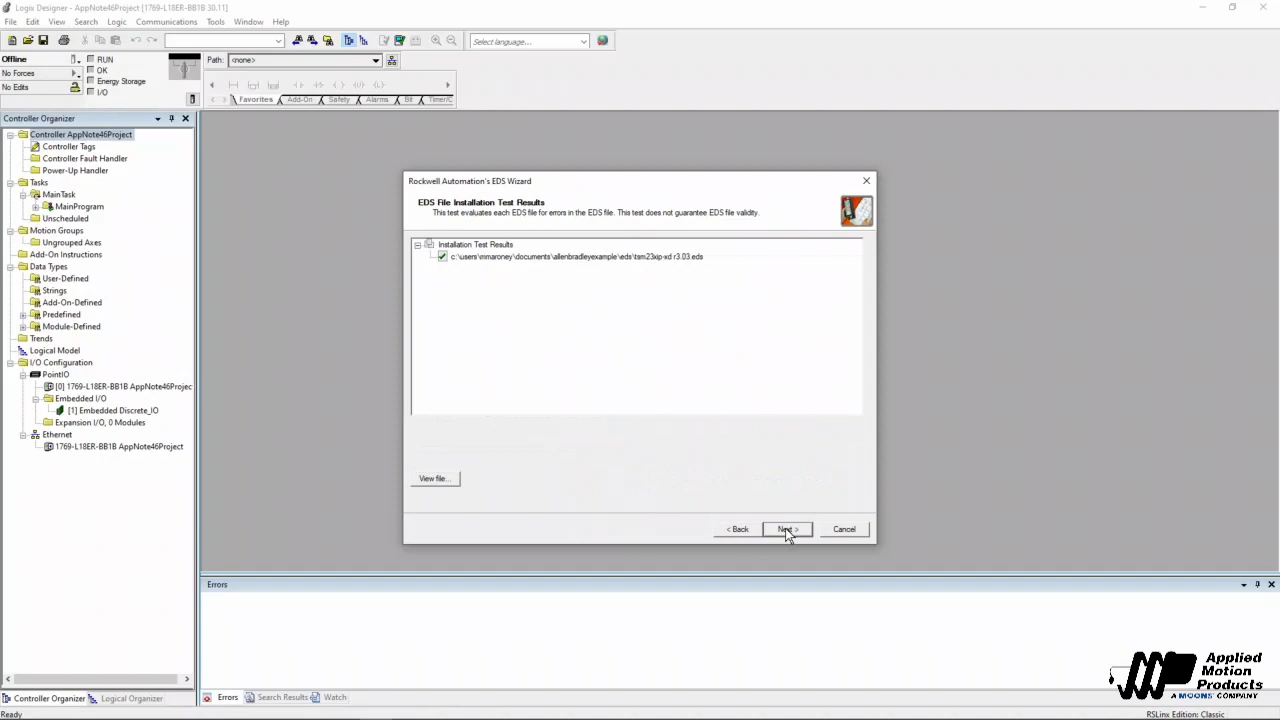 Logix Designer - AppNote46Project [1769-L18ER-BB1B 30.11]
File Edit View Search Logic Communications Tools Window Help
Select language...
Offline
RUN
Path: <none>
No Forces
OK
No Edits
Energy Storage
I/O
Favorites Add-On Safety Alarms Bit Timer/C
Controller Organizer
Controller AppNote46Project
Controller Tags
Controller Fault Handler
Power-Up Handler
Tasks
MainTask
MainProgram
Unscheduled
Motion Groups
Ungrouped Axes
Add-On Instructions
Data Types
User-Defined
Strings
Add-On-Defined
Predefined
Module-Defined
Trends
Logical Model
I/O Configuration
PointIO
[0] 1769-L18ER-BB1B AppNote46Projec
Embedded I/O
[1] Embedded Discrete_IO
Expansion I/O, 0 Modules
Ethernet
1769-L18ER-BB1B AppNote46Project
Controller Organizer Logical Organizer
Rockwell Automation's EDS Wizard
EDS File Installation Test Results
This test evaluates each EDS file for errors in the EDS file. This test does not guarantee EDS file validity.
Installation Test Results
c:\users\mmaroney\documents\allenbradleyexample\eds\tsm23xip-xd r3.03.eds
View file...
< Back Next > Cancel
Errors
Errors Search Results Watch
Applied
Motion
Products
A MOONS' COMPANY
Ready
RSLinx Edition: Classic